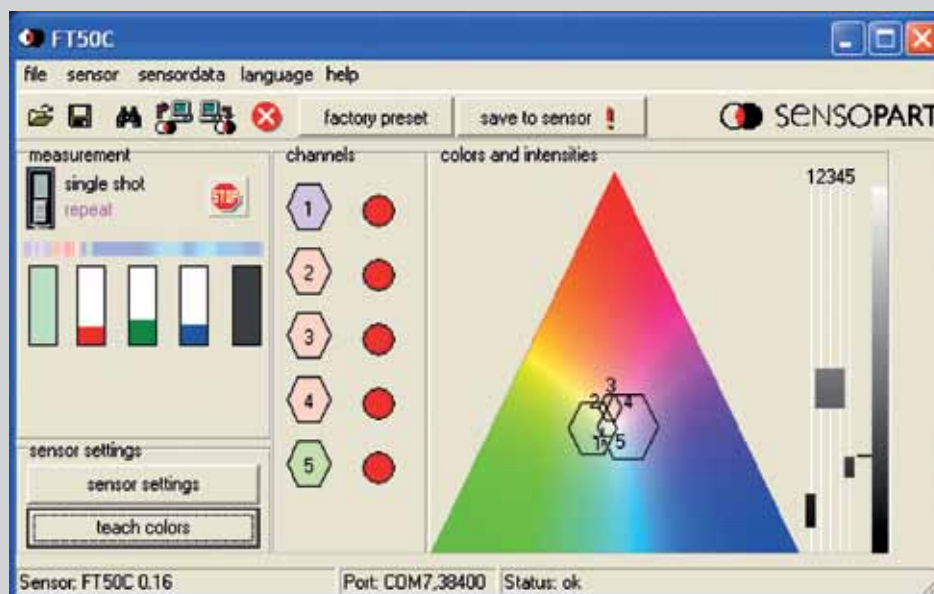 FT50C
file sensor sensordata language help
factory preset save to sensor ! SENSOPART
measurement channels colors and intensities
single shot
repeat
STOP
12345
1
2
3
4
5
3
2 4
1 5
sensor settings
sensor settings
teach colors
Sensor: FT50C 0.16 Port: COM7,38400 Status: ok